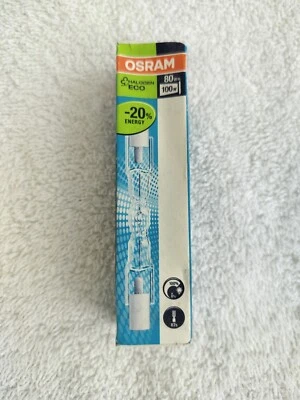 OSRAM
HALOGEN
ECO
80W
100W
-20%
ENERGY